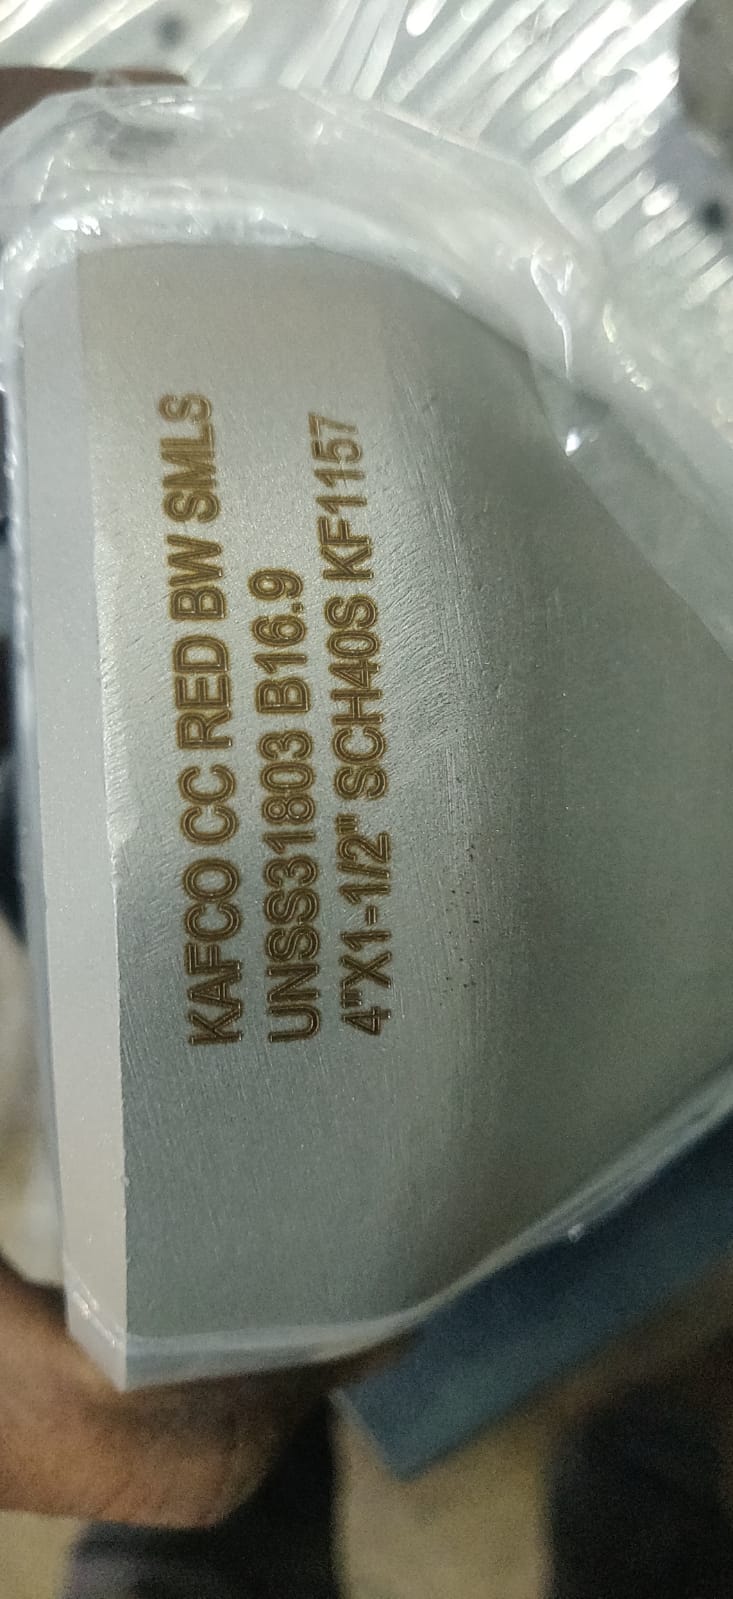 KAFCO CC RED BW SMLS
UNSS31803 B16.9
4"X1-1/2" SCH40S KF1157